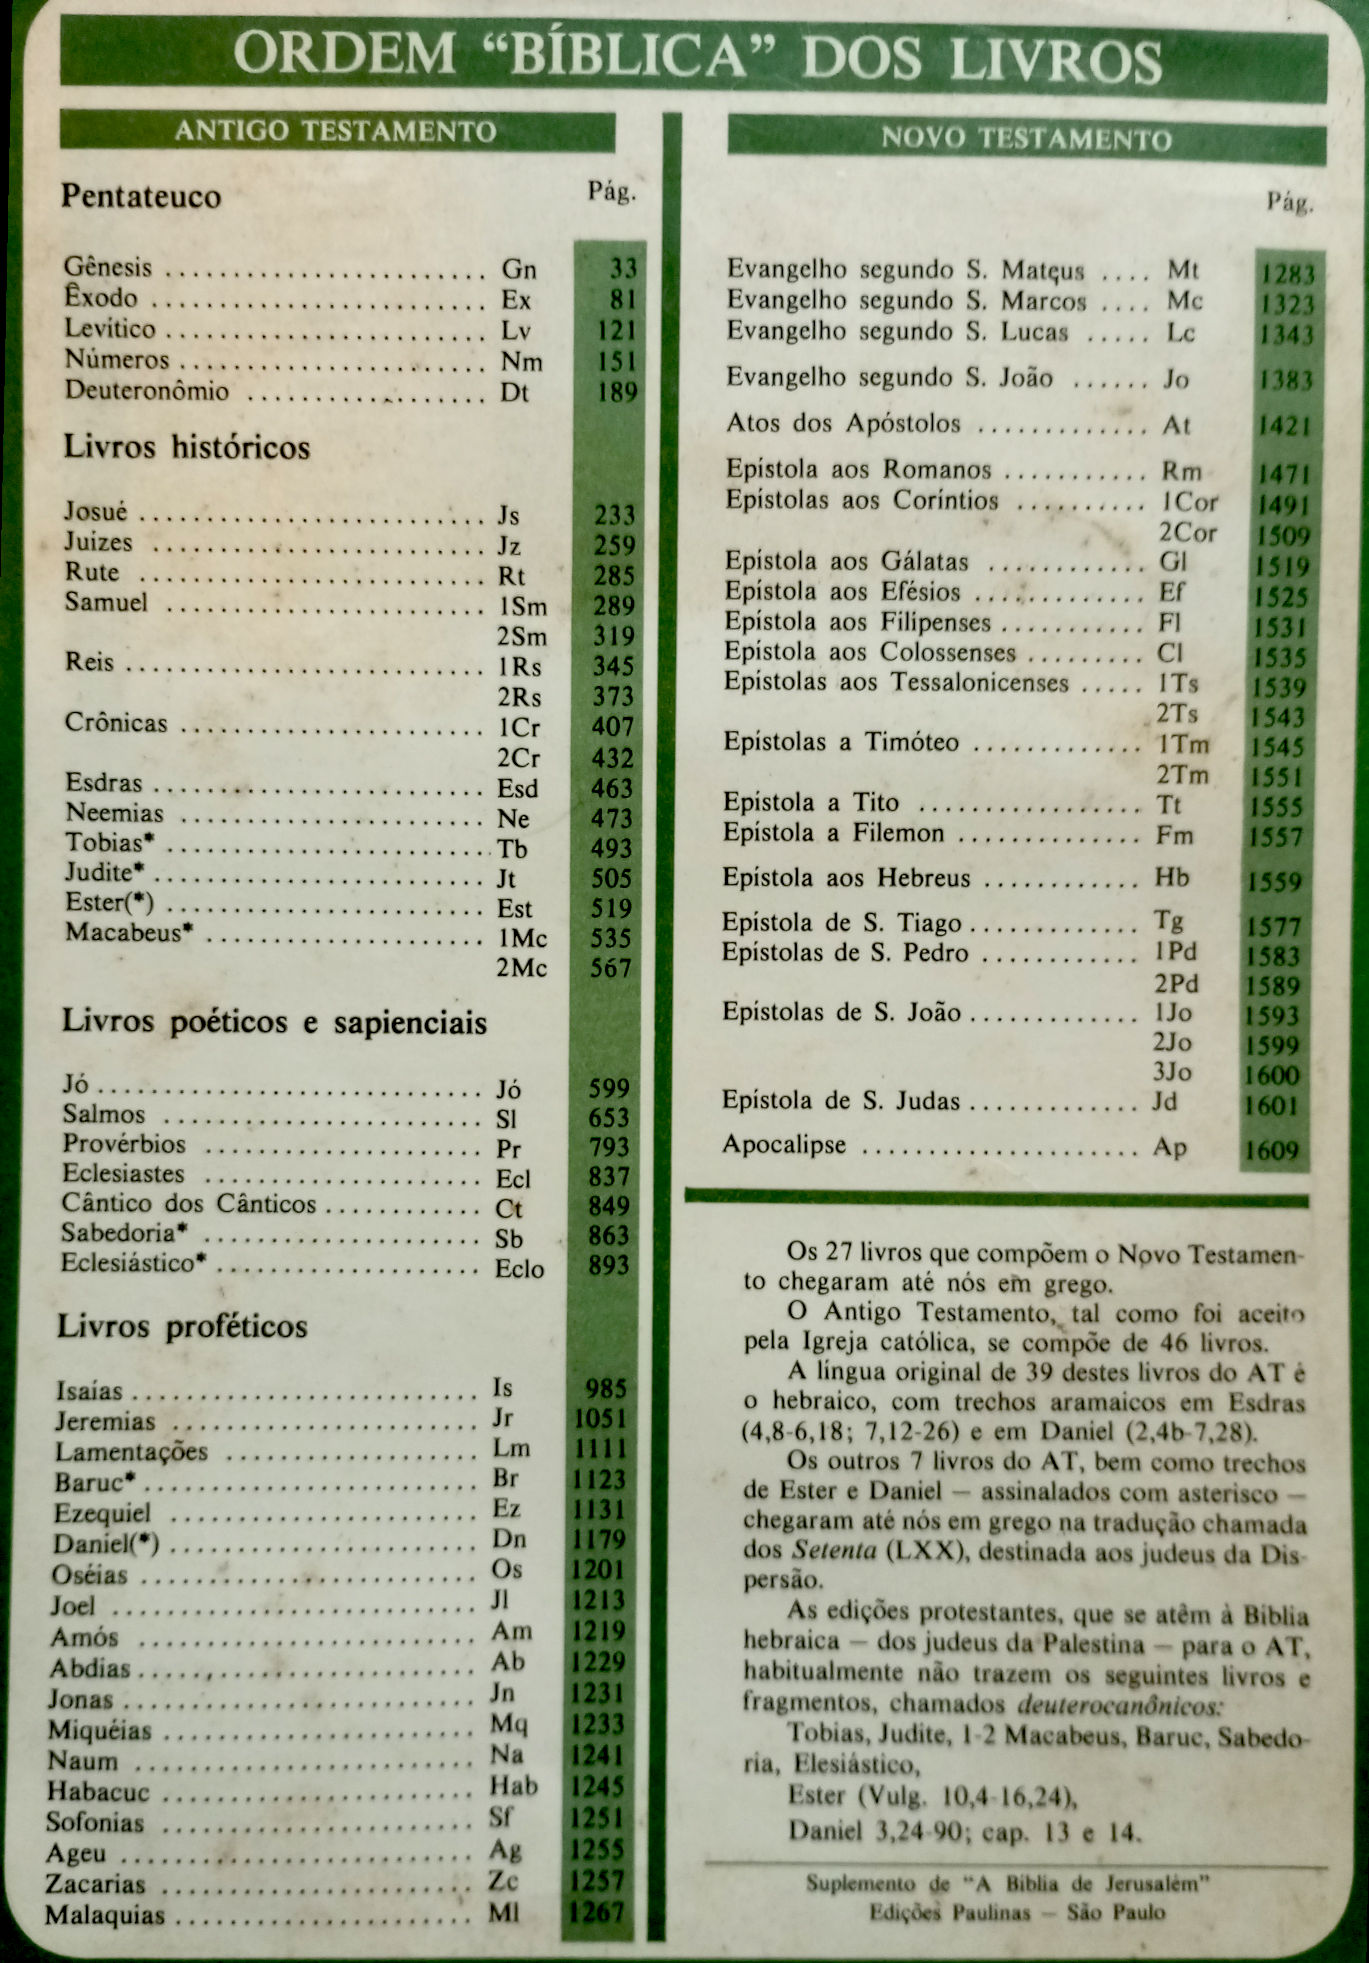 ORDEM “BÍBLICA” DOS LIVROS
ANTIGO TESTAMENTO
Pentateuco Pág.
Gênesis ........................ Gn 33
Êxodo ......................... Ex 81
Levítico ........................ Lv 121
Números ....................... Nm 151
Deuteronômio .................. Dt 189
Livros históricos
Josué .......................... Js 233
Juízes ......................... Jz 259
Rute .......................... Rt 285
Samuel ........................ 1Sm 289
2Sm 319
Reis ........................... 1Rs 345
2Rs 373
Crônicas ....................... 1Cr 407
2Cr 432
Esdras ......................... Esd 463
Neemias ....................... Ne 473
Tobias* ........................ Tb 493
Judite* ......................... Jt 505
Ester(*) ........................ Est 519
Macabeus* ..................... 1Mc 535
2Mc 567
Livros poéticos e sapienciais
Jó ............................. Jó 599
Salmos ........................ Sl 653
Provérbios ..................... Pr 793
Eclesiastes ..................... Ecl 837
Cântico dos Cânticos ............ Ct 849
Sabedoria* ..................... Sb 863
Eclesiástico* .................... Eclo 893
Livros proféticos
Isaías .......................... Is 985
Jeremias ....................... Jr 1051
Lamentações ................... Lm 1111
Baruc* ......................... Br 1123
Ezequiel ....................... Ez 1131
Daniel(*) ....................... Dn 1179
Oséias ......................... Os 1201
Joel ........................... Jl 1213
Amós ......................... Am 1219
Abdias ......................... Ab 1229
Jonas .......................... Jn 1231
Miquéias ....................... Mq 1233
Naum ......................... Na 1241
Habacuc ....................... Hab 1245
Sofonias ....................... Sf 1251
Ageu .......................... Ag 1255
Zacarias ....................... Zc 1257
Malaquias ...................... Ml 1267
NOVO TESTAMENTO
Pág.
Evangelho segundo S. Mateus .... Mt 1283
Evangelho segundo S. Marcos .... Mc 1323
Evangelho segundo S. Lucas ..... Lc 1343
Evangelho segundo S. João ...... Jo 1383
Atos dos Apóstolos ............. At 1421
Epístola aos Romanos ........... Rm 1471
Epístolas aos Coríntios .......... 1Cor 1491
2Cor 1509
Epístola aos Gálatas ............ Gl 1519
Epístola aos Efésios ............. Ef 1525
Epístola aos Filipenses ........... Fl 1531
Epístola aos Colossenses ......... Cl 1535
Epístolas aos Tessalonicenses ..... 1Ts 1539
2Ts 1543
Epístolas a Timóteo ............. 1Tm 1545
2Tm 1551
Epístola a Tito ................. Tt 1555
Epístola a Filemon .............. Fm 1557
Epístola aos Hebreus ............ Hb 1559
Epístola de S. Tiago ............. Tg 1577
Epístolas de S. Pedro ............ 1Pd 1583
2Pd 1589
Epístolas de S. João ............. 1Jo 1593
2Jo 1599
3Jo 1600
Epístola de S. Judas ............. Jd 1601
Apocalipse ..................... Ap 1609
Os 27 livros que compõem o Novo Testamen-
to chegaram até nós em grego.
O Antigo Testamento, tal como foi aceito
pela Igreja católica, se compõe de 46 livros.
A língua original de 39 destes livros do AT é
o hebraico, com trechos aramaicos em Esdras
(4,8-6,18; 7,12-26) e em Daniel (2,4b-7,28).
Os outros 7 livros do AT, bem como trechos
de Ester e Daniel — assinalados com asterisco —
chegaram até nós em grego na tradução chamada
dos Setenta (LXX), destinada aos judeus da Dis-
persão.
As edições protestantes, que se atêm à Bíblia
hebraica — dos judeus da Palestina — para o AT,
habitualmente não trazem os seguintes livros e
fragmentos, chamados deuterocanônicos:
Tobias, Judite, 1-2 Macabeus, Baruc, Sabedo-
ria, Elesiástico,
Ester (Vulg. 10,4-16,24),
Daniel 3,24-90; cap. 13 e 14.
Suplemento de “A Bíblia de Jerusalém”
Edições Paulinas — São Paulo